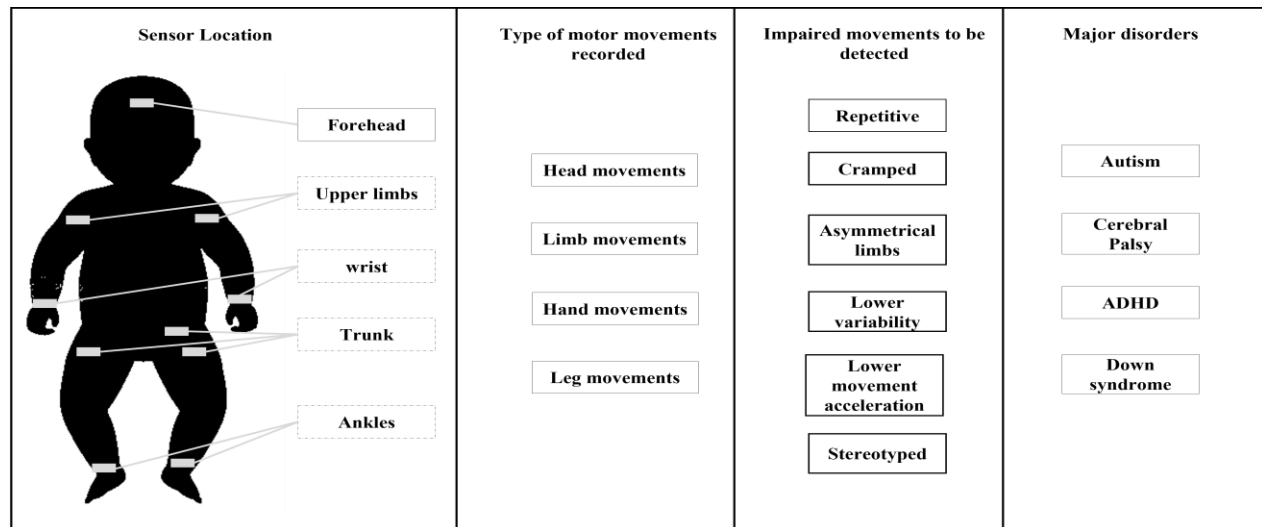 Sensor Location
Forehead
Upper limbs
wrist
Trunk
Ankles
Type of motor movements
recorded
Head movements
Limb movements
Hand movements
Leg movements
Impaired movements to be
detected
Repetitive
Cramped
Asymmetrical
limbs
Lower
variability
Lower
movement
acceleration
Stereotyped
Major disorders
Autism
Cerebral
Palsy
ADHD
Down
syndrome